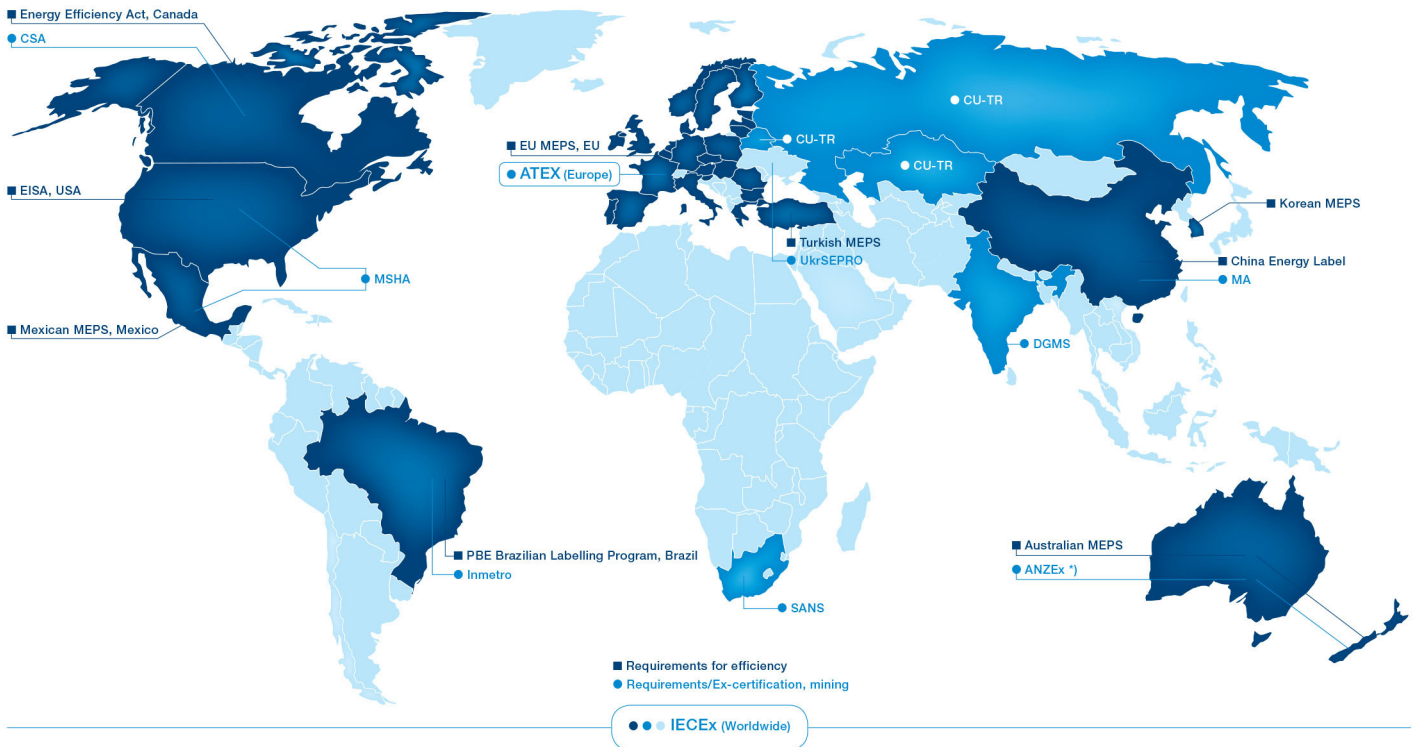 Energy Efficiency Act, Canada
CSA
CU-TR
CU-TR
EU MEPS, EU
CU-TR
ATEX (Europe)
EISA, USA
Korean MEPS
Turkish MEPS
UkrSEPRO
China Energy Label
MSHA
MA
Mexican MEPS, Mexico
DGMS
PBE Brazilian Labelling Program, Brazil
Inmetro
Australian MEPS
ANZEx *)
SANS
Requirements for efficiency
Requirements/Ex-certification, mining
IECEx (Worldwide)